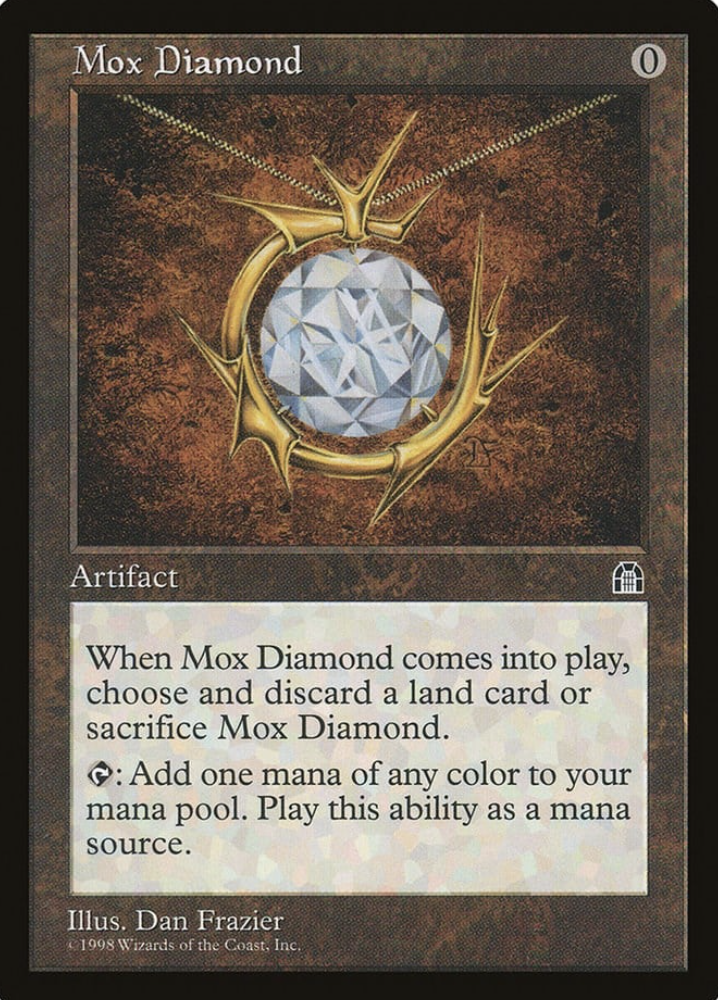 Mox Diamond 0
DF
Artifact
When Mox Diamond comes into play,
choose and discard a land card or
sacrifice Mox Diamond.
: Add one mana of any color to your
mana pool. Play this ability as a mana
source.
Illus. Dan Frazier
©1998 Wizards of the Coast, Inc.